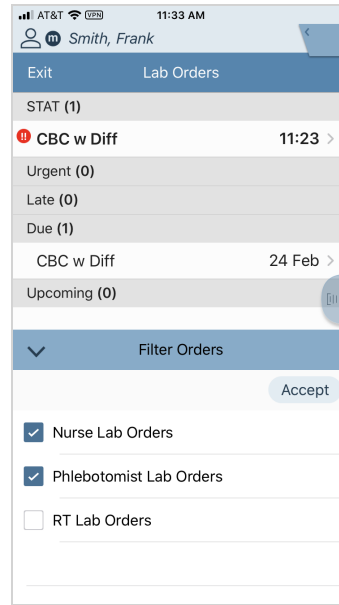 AT&T VPN 11:33 AM
m Smith, Frank
Exit Lab Orders
STAT (1)
!! CBC w Diff 11:23 >
Urgent (0)
Late (0)
Due (1)
CBC w Diff 24 Feb >
Upcoming (0)
Filter Orders
Accept
Nurse Lab Orders
Phlebotomist Lab Orders
RT Lab Orders